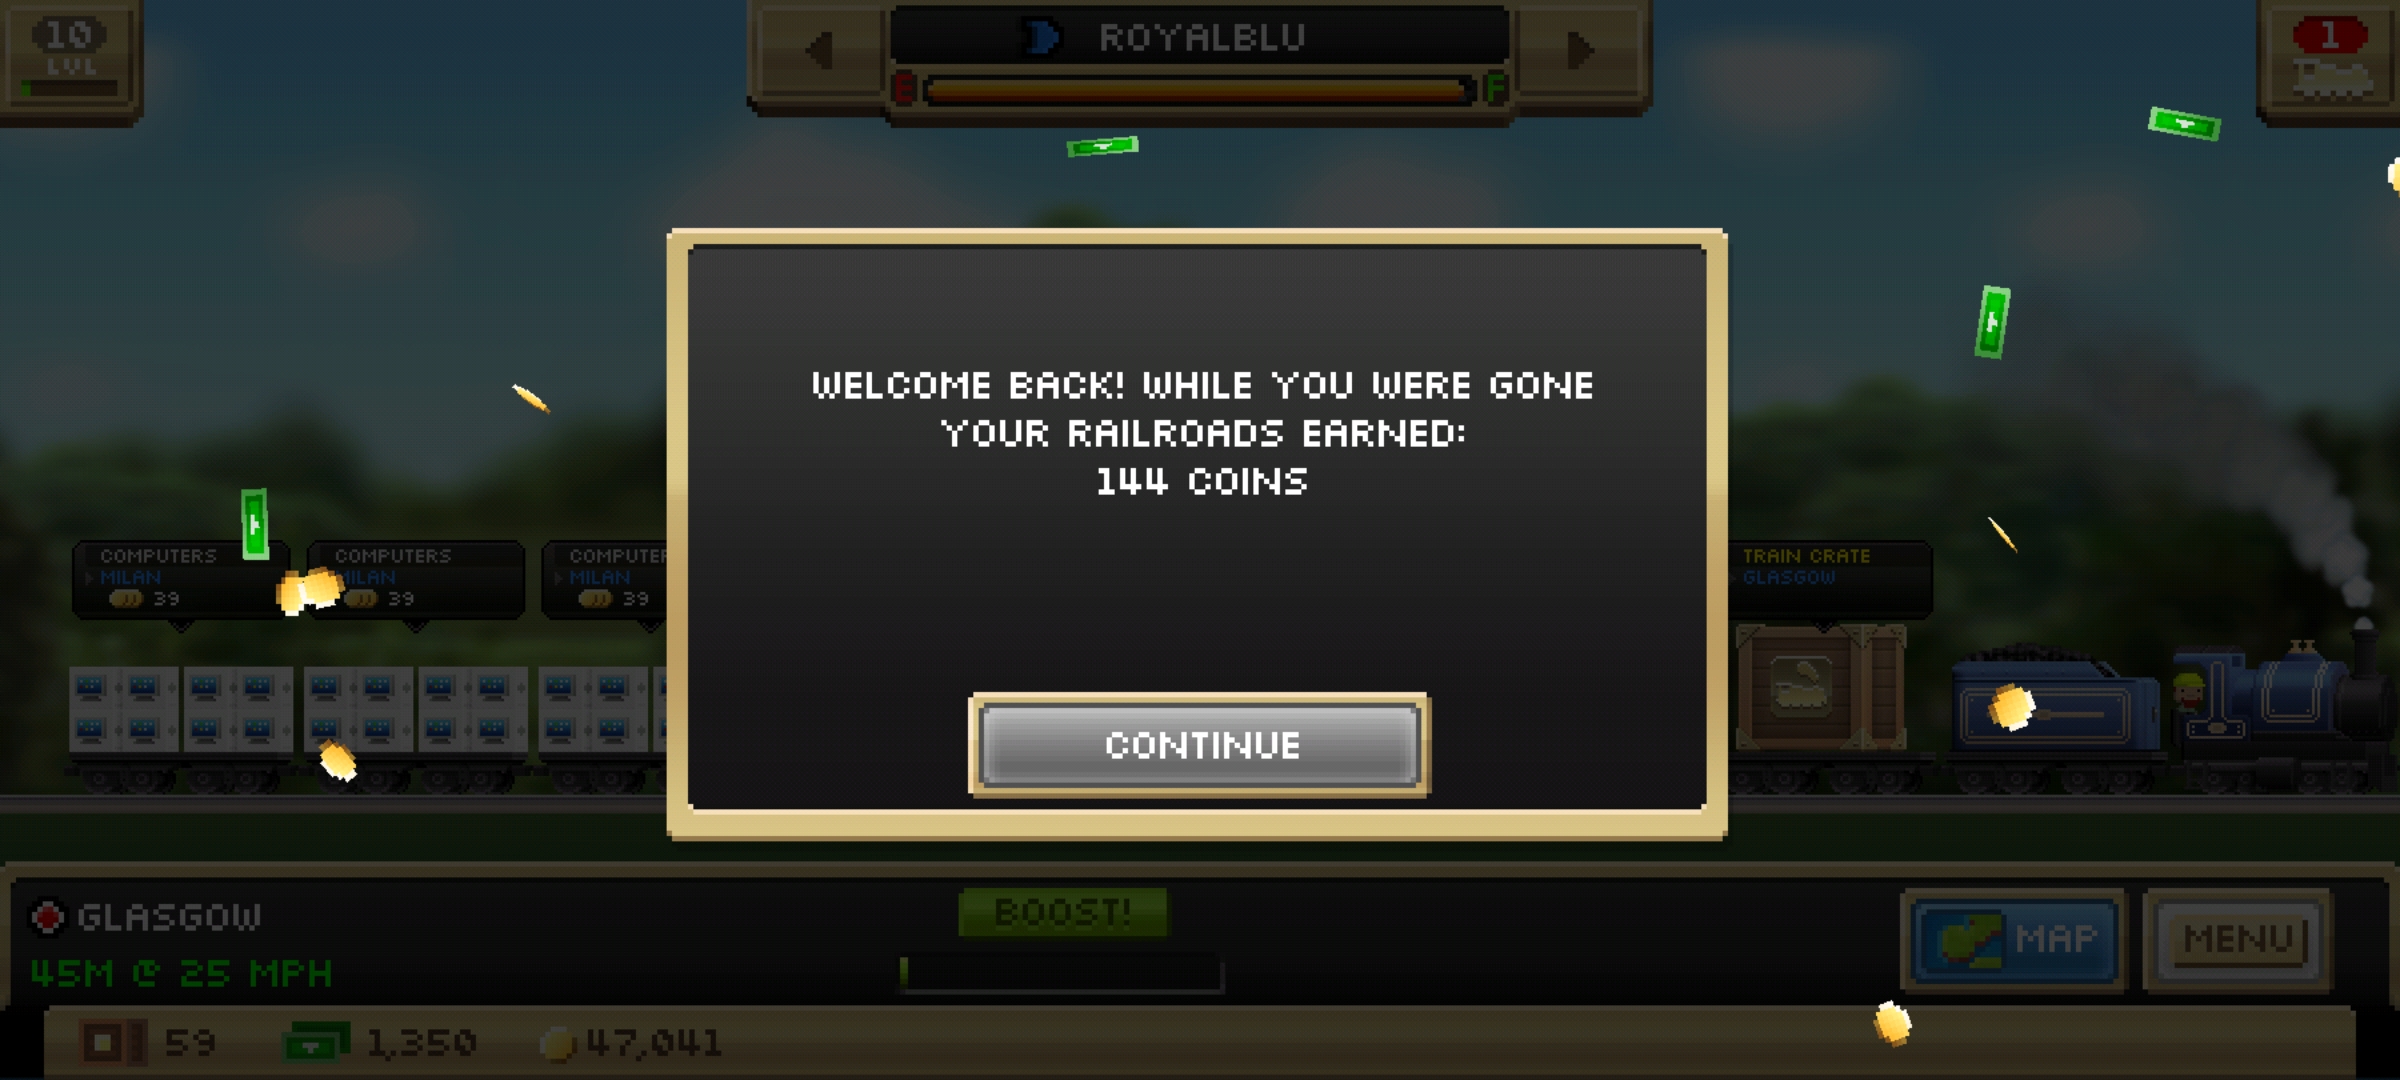 10
LVL
ROYALBLU
E F
1
WELCOME BACK! WHILE YOU WERE GONE
YOUR RAILROADS EARNED:
144 COINS
COMPUTERS
MILAN
39
COMPUTERS
MILAN
39
COMPUTER
MILAN
39
TRAIN CRATE
GLASGOW
CONTINUE
GLASGOW
45M @ 25 MPH
BOOST!
MAP
MENU
59
1,350
47,041